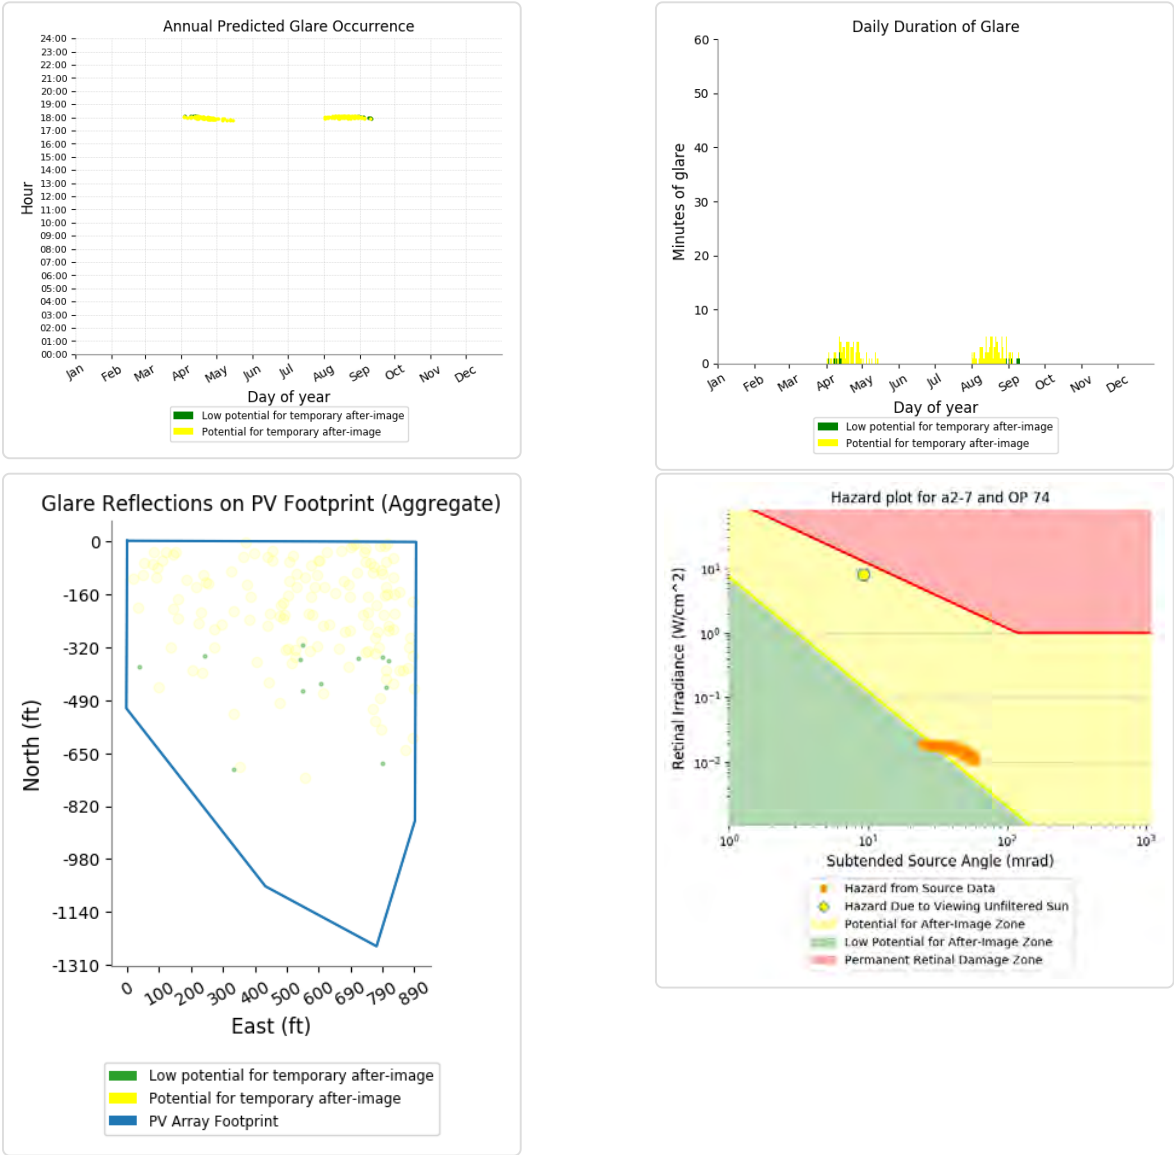 Annual Predicted Glare Occurrence
24:00
23:00
22:00
21:00
20:00
19:00
18:00
17:00
16:00
15:00
14:00
13:00
12:00
11:00
10:00
09:00
08:00
07:00
06:00
05:00
04:00
03:00
02:00
01:00
00:00
Hour
Jan Feb Mar Apr May Jun Jul Aug Sep Oct Nov Dec
Day of year
Low potential for temporary after-image
Potential for temporary after-image
Daily Duration of Glare
60
50
40
30
20
10
0
Minutes of glare
Jan Feb Mar Apr May Jun Jul Aug Sep Oct Nov Dec
Day of year
Low potential for temporary after-image
Potential for temporary after-image
Glare Reflections on PV Footprint (Aggregate)
0
-160
-320
-490
-650
-820
-980
-1140
-1310
North (ft)
0 100 200 300 400 500 600 690 790 890
East (ft)
Low potential for temporary after-image
Potential for temporary after-image
PV Array Footprint
Hazard plot for a2-7 and OP 74
10¹
10⁰
10⁻¹
10⁻²
Retinal Irradiance (W/cm^2)
10⁰ 10¹ 10² 10³
Subtended Source Angle (mrad)
Hazard from Source Data
Hazard Due to Viewing Unfiltered Sun
Potential for After-Image Zone
Low Potential for After-Image Zone
Permanent Retinal Damage Zone